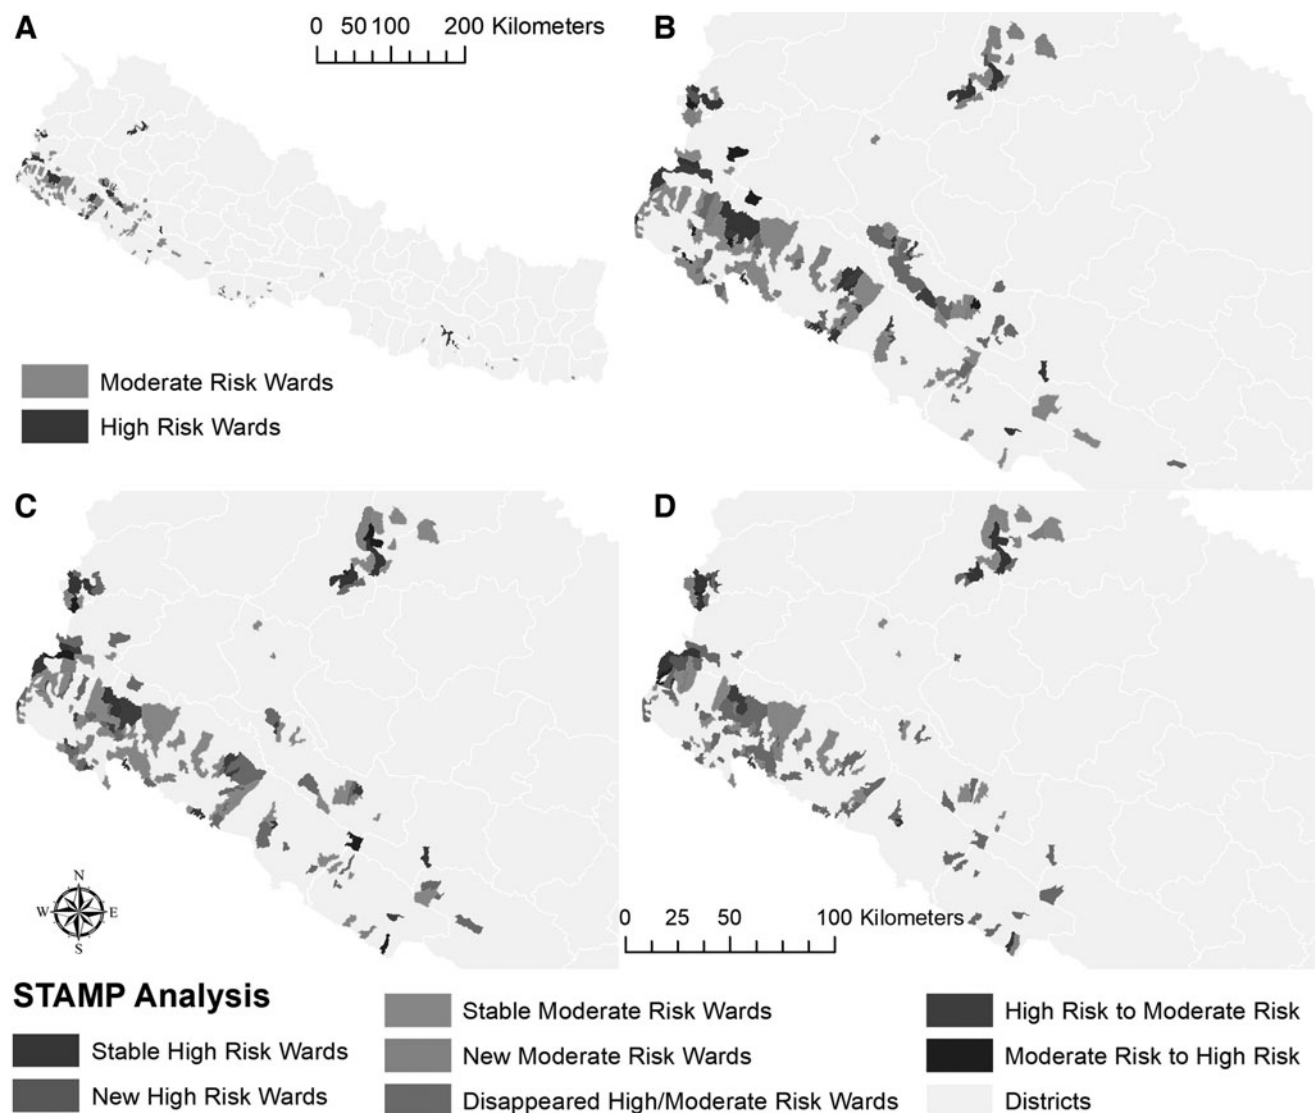 A
0 50 100 200 Kilometers
B
Moderate Risk Wards
High Risk Wards
C
D
N
W E
S
0 25 50 100 Kilometers
STAMP Analysis
Stable High Risk Wards
New High Risk Wards
Stable Moderate Risk Wards
New Moderate Risk Wards
Disappeared High/Moderate Risk Wards
High Risk to Moderate Risk
Moderate Risk to High Risk
Districts